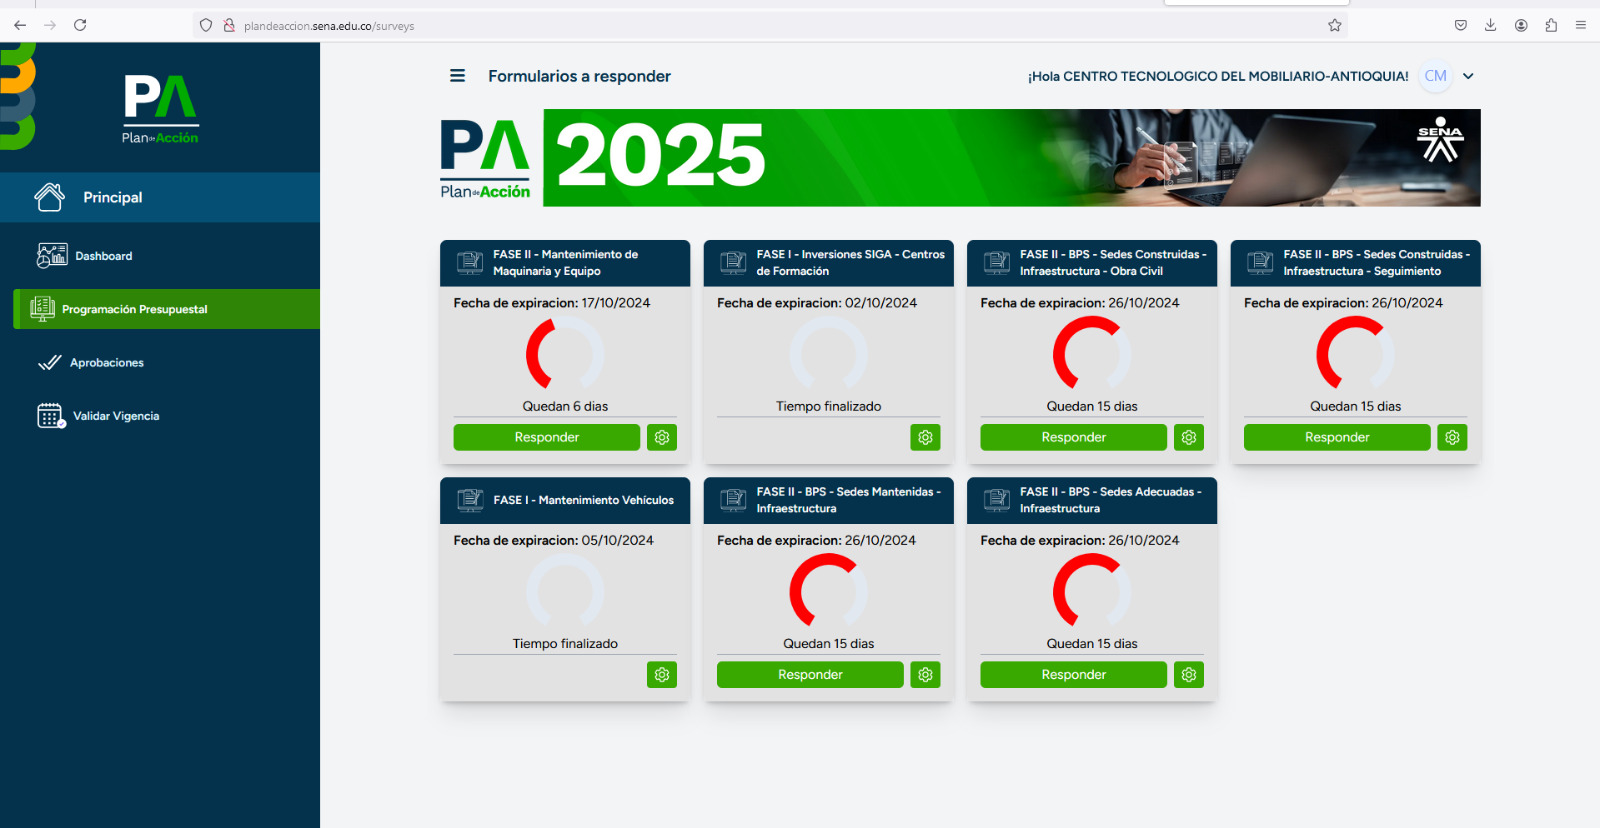 plandeaccion.sena.edu.co/surveys
PA
Plan de Acción
Principal
Dashboard
Programación Presupuestal
Aprobaciones
Validar Vigencia
Formularios a responder
¡Hola CENTRO TECNOLOGICO DEL MOBILIARIO-ANTIOQUIA!
CM
PA
Plan de Acción
2025
SENA
FASE II - Mantenimiento de
Maquinaria y Equipo
Fecha de expiracion: 17/10/2024
Quedan 6 dias
Responder
FASE I - Inversiones SIGA - Centros
de Formación
Fecha de expiracion: 02/10/2024
Tiempo finalizado
FASE II - BPS - Sedes Construidas -
Infraestructura - Obra Civil
Fecha de expiracion: 26/10/2024
Quedan 15 dias
Responder
FASE II - BPS - Sedes Construidas -
Infraestructura - Seguimiento
Fecha de expiracion: 26/10/2024
Quedan 15 dias
Responder
FASE I - Mantenimiento Vehículos
Fecha de expiracion: 05/10/2024
Tiempo finalizado
FASE II - BPS - Sedes Mantenidas -
Infraestructura
Fecha de expiracion: 26/10/2024
Quedan 15 dias
Responder
FASE II - BPS - Sedes Adecuadas -
Infraestructura
Fecha de expiracion: 26/10/2024
Quedan 15 dias
Responder